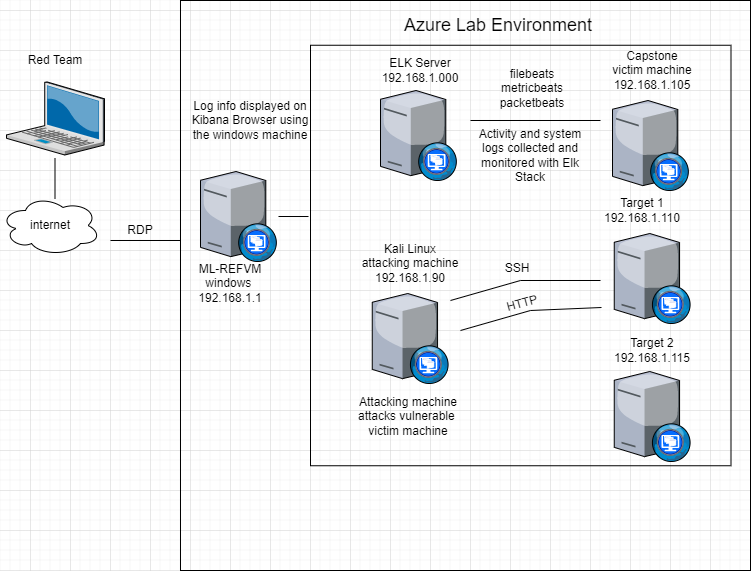 Azure Lab Environment
Red Team
internet
RDP
Log info displayed on
Kibana Browser using
the windows machine
ML-REFVM
windows
192.168.1.1
ELK Server
192.168.1.000
filebeats
metricbeats
packetbeats
Activity and system
logs collected and
monitored with Elk
Stack
Capstone
victim machine
192.168.1.105
Kali Linux
attacking machine
192.168.1.90
SSH
HTTP
Attacking machine
attacks vulnerable
victim machine
Target 1
192.168.1.110
Target 2
192.168.1.115